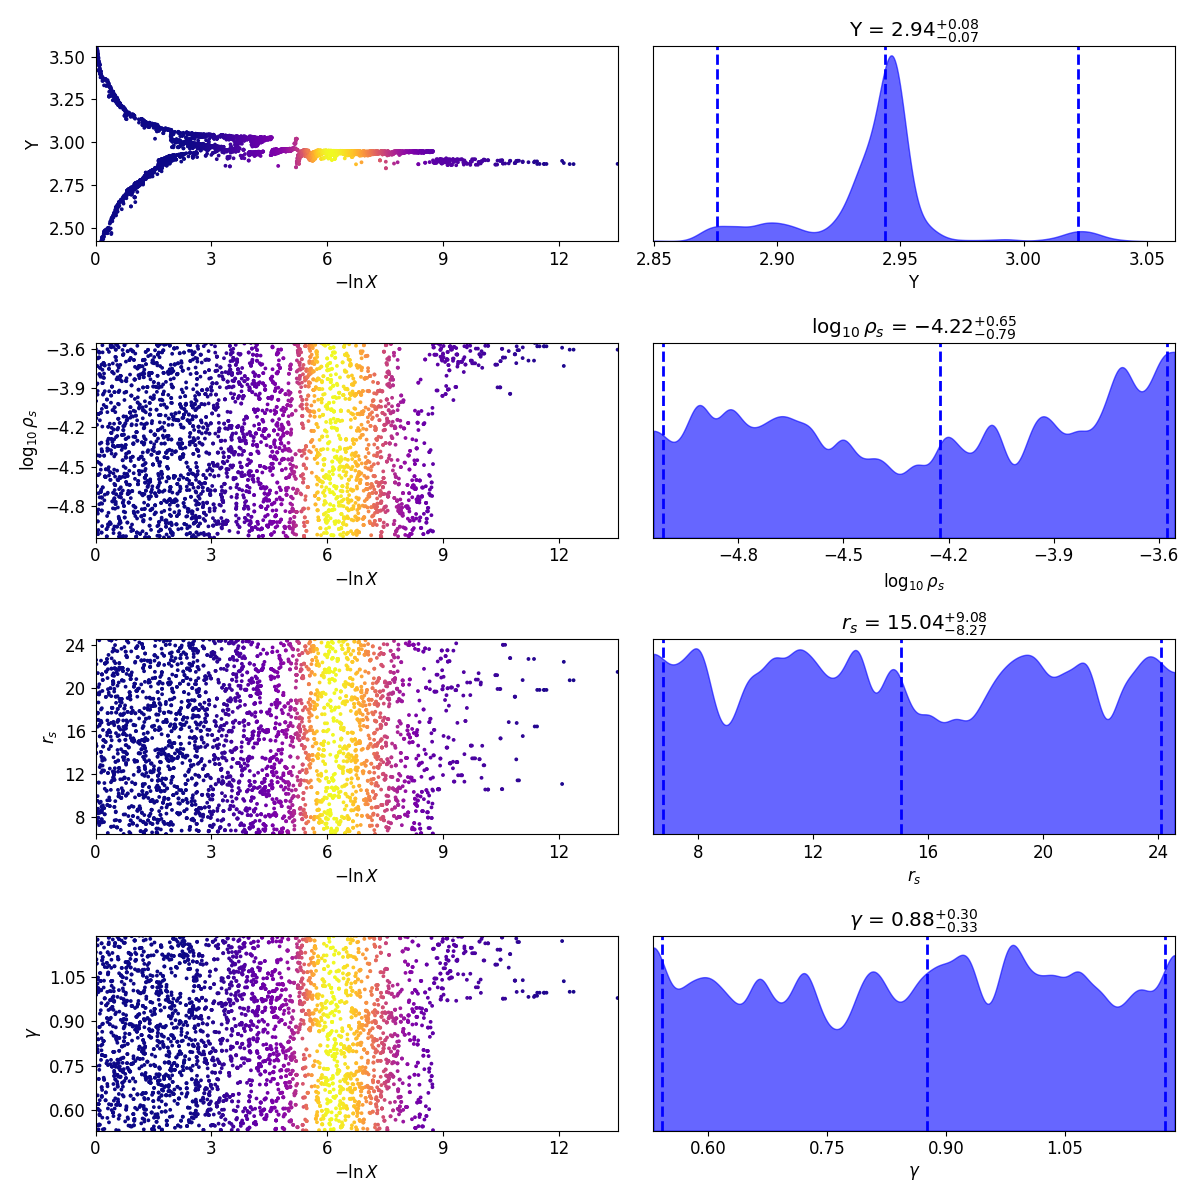 Y = 2.94^{+0.08}_{-0.07}
3.50
3.25
3.00
2.75
2.50
Y
0 3 6 9 12
−ln X
2.85 2.90 2.95 3.00 3.05
Y
log₁₀ ρₛ = −4.22^{+0.65}_{−0.79}
−3.6
−3.9
−4.2
−4.5
−4.8
log₁₀ ρₛ
0 3 6 9 12
−ln X
−4.8 −4.5 −4.2 −3.9 −3.6
log₁₀ ρₛ
rₛ = 15.04^{+9.08}_{−8.27}
24
20
16
12
8
rₛ
0 3 6 9 12
−ln X
8 12 16 20 24
rₛ
γ = 0.88^{+0.30}_{−0.33}
1.05
0.90
0.75
0.60
γ
0 3 6 9 12
−ln X
0.60 0.75 0.90 1.05
γ